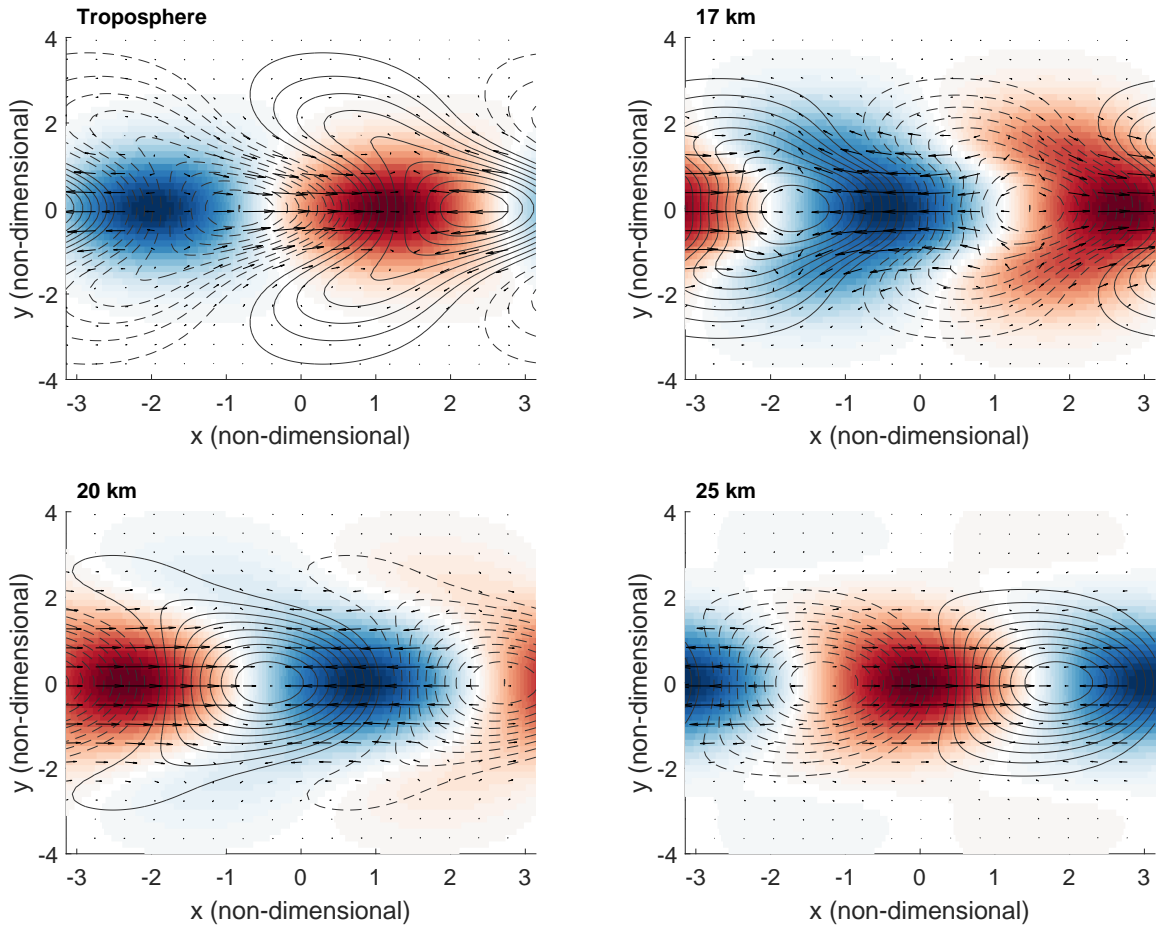 Troposphere
4
2
0
-2
-4
y (non-dimensional)
-3 -2 -1 0 1 2 3
x (non-dimensional)
17 km
4
2
0
-2
-4
y (non-dimensional)
-3 -2 -1 0 1 2 3
x (non-dimensional)
20 km
4
2
0
-2
-4
y (non-dimensional)
-3 -2 -1 0 1 2 3
x (non-dimensional)
25 km
4
2
0
-2
-4
y (non-dimensional)
-3 -2 -1 0 1 2 3
x (non-dimensional)